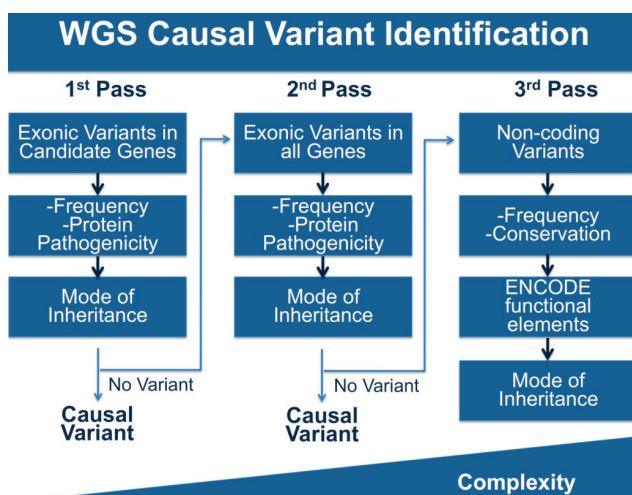 WGS Causal Variant Identification
1st Pass
Exonic Variants in
Candidate Genes
-Frequency
-Protein
Pathogenicity
Mode of
Inheritance
No Variant
Causal
Variant
2nd Pass
Exonic Variants in
all Genes
-Frequency
-Protein
Pathogenicity
Mode of
Inheritance
No Variant
Causal
Variant
3rd Pass
Non-coding
Variants
-Frequency
-Conservation
ENCODE
functional
elements
Mode of
Inheritance
Complexity